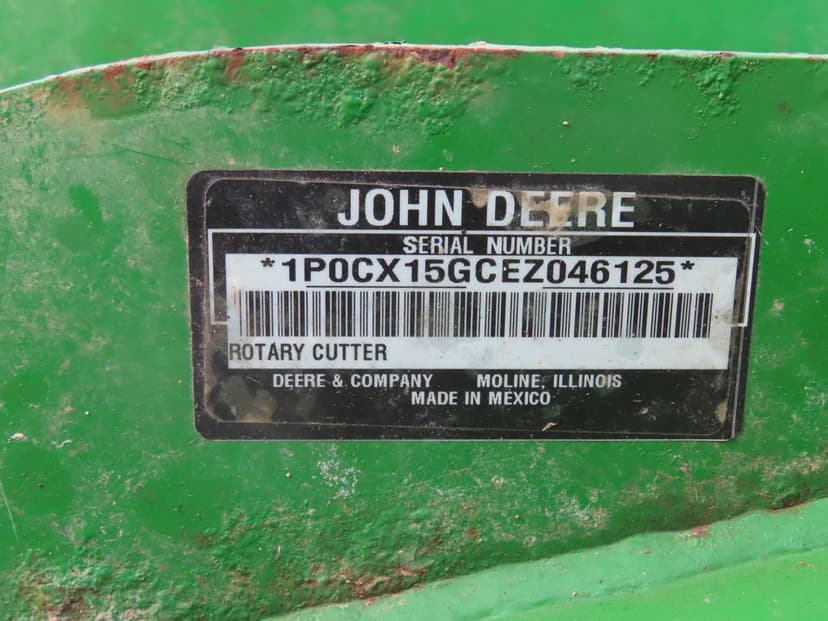 JOHN DEERE
SERIAL NUMBER
*1P0CX15GCEZ046125*
ROTARY CUTTER
DEERE & COMPANY MOLINE, ILLINOIS
MADE IN MEXICO